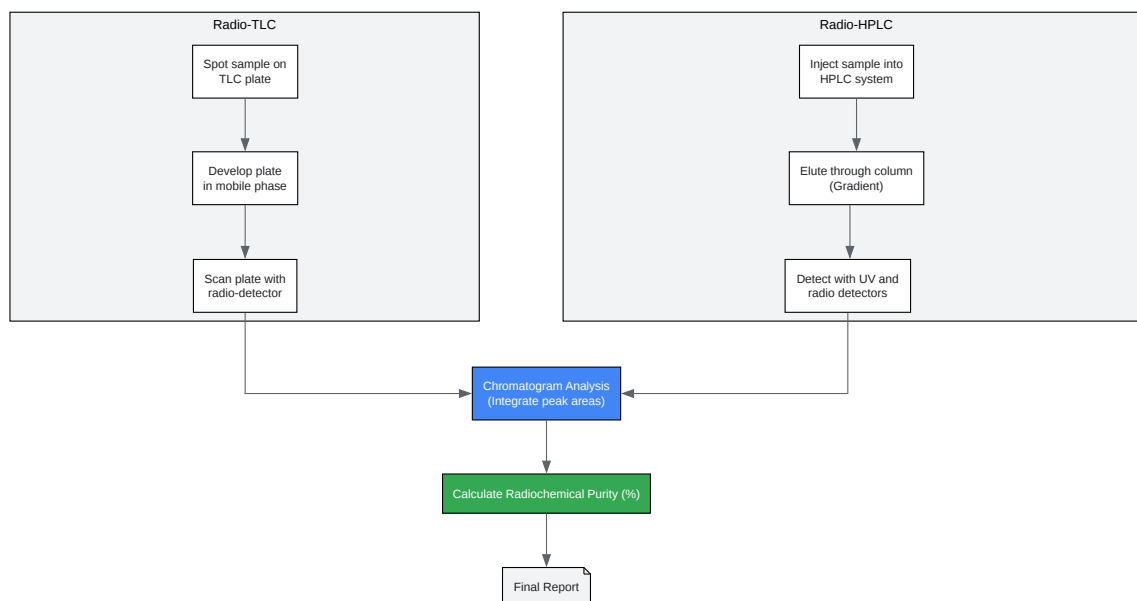 Radio-TLC
Spot sample on
TLC plate
Develop plate
in mobile phase
Scan plate with
radio-detector
Radio-HPLC
Inject sample into
HPLC system
Elute through column
(Gradient)
Detect with UV and
radio detectors
Chromatogram Analysis
(Integrate peak areas)
Calculate Radiochemical Purity (%)
Final Report